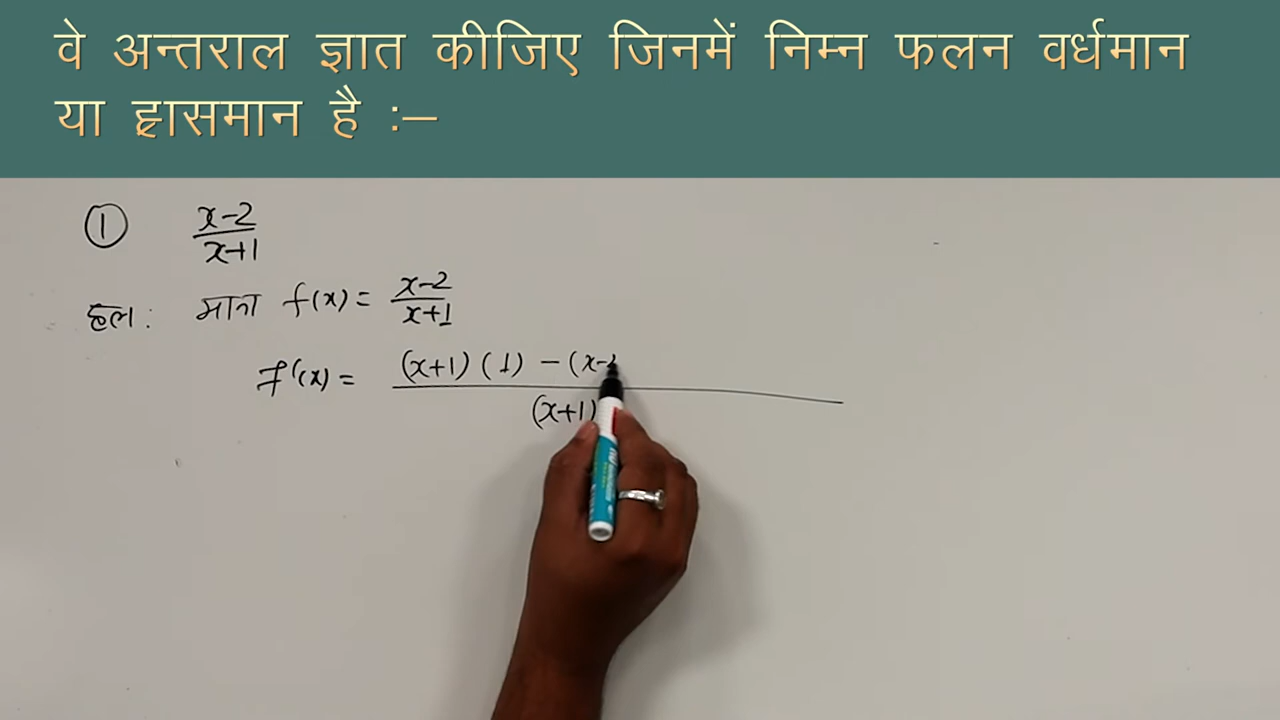 वे अन्तराल ज्ञात कीजिए जिनमें निम्न फलन वर्धमान
या ह्रासमान है :–
① x-2
x+1
हल: माना f(x) = x-2
x+1
f'(x) = (x+1) (1) - (x-
(x+1)